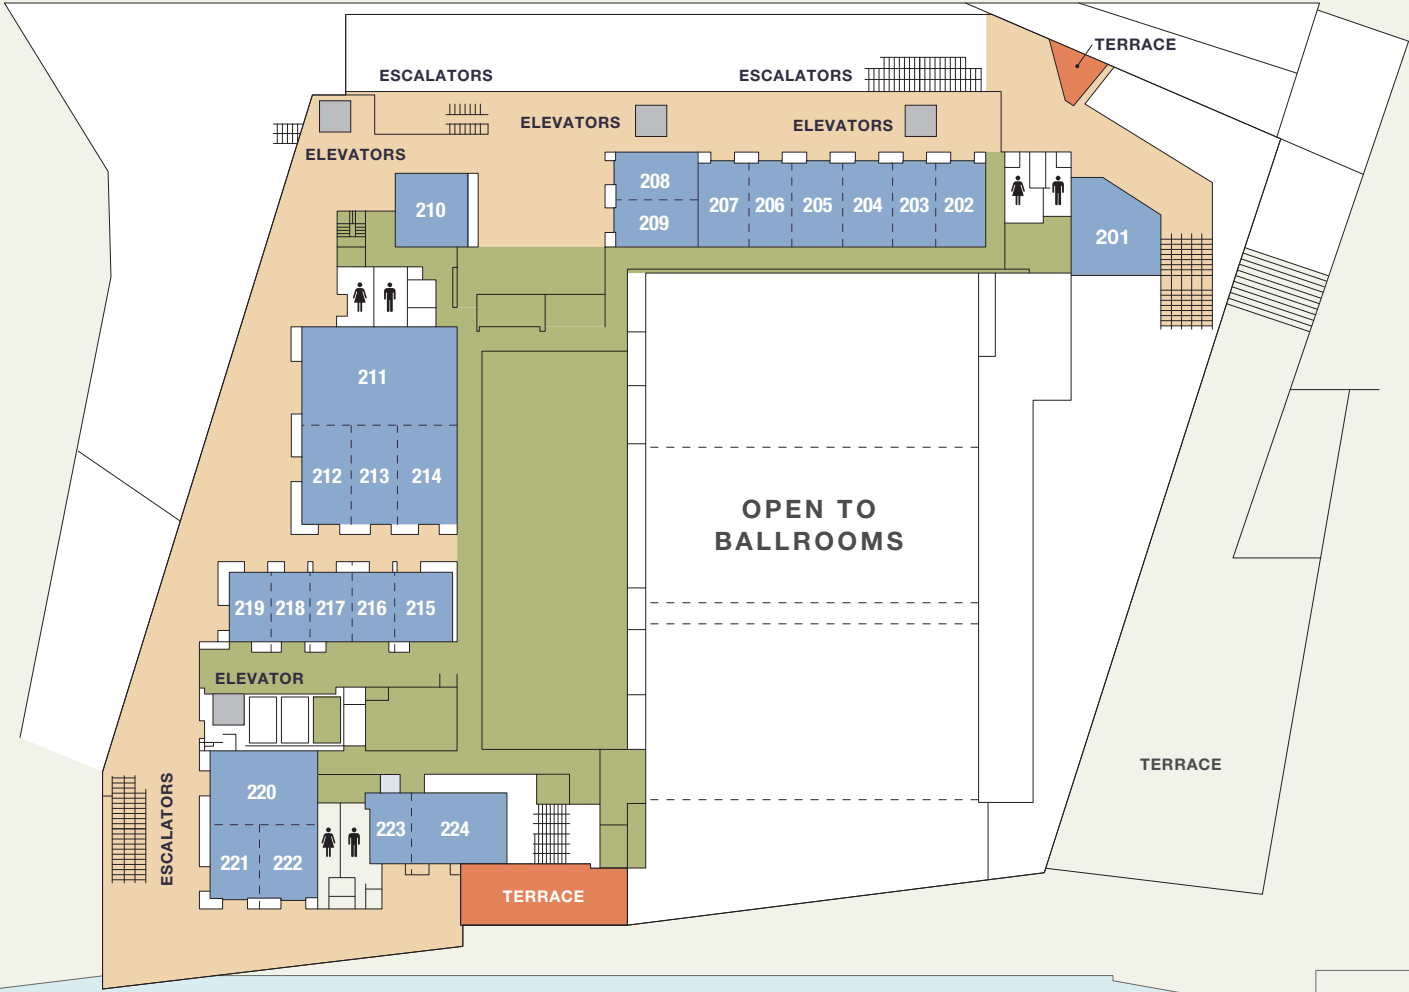 TERRACE
ESCALATORS
ESCALATORS
ELEVATORS
ELEVATORS
ELEVATORS
208
210
209
207
206
205
204
203
202
201
211
212
213
214
OPEN TO
BALLROOMS
219
218
217
216
215
ELEVATOR
TERRACE
ESCALATORS
220
223
224
221
222
TERRACE